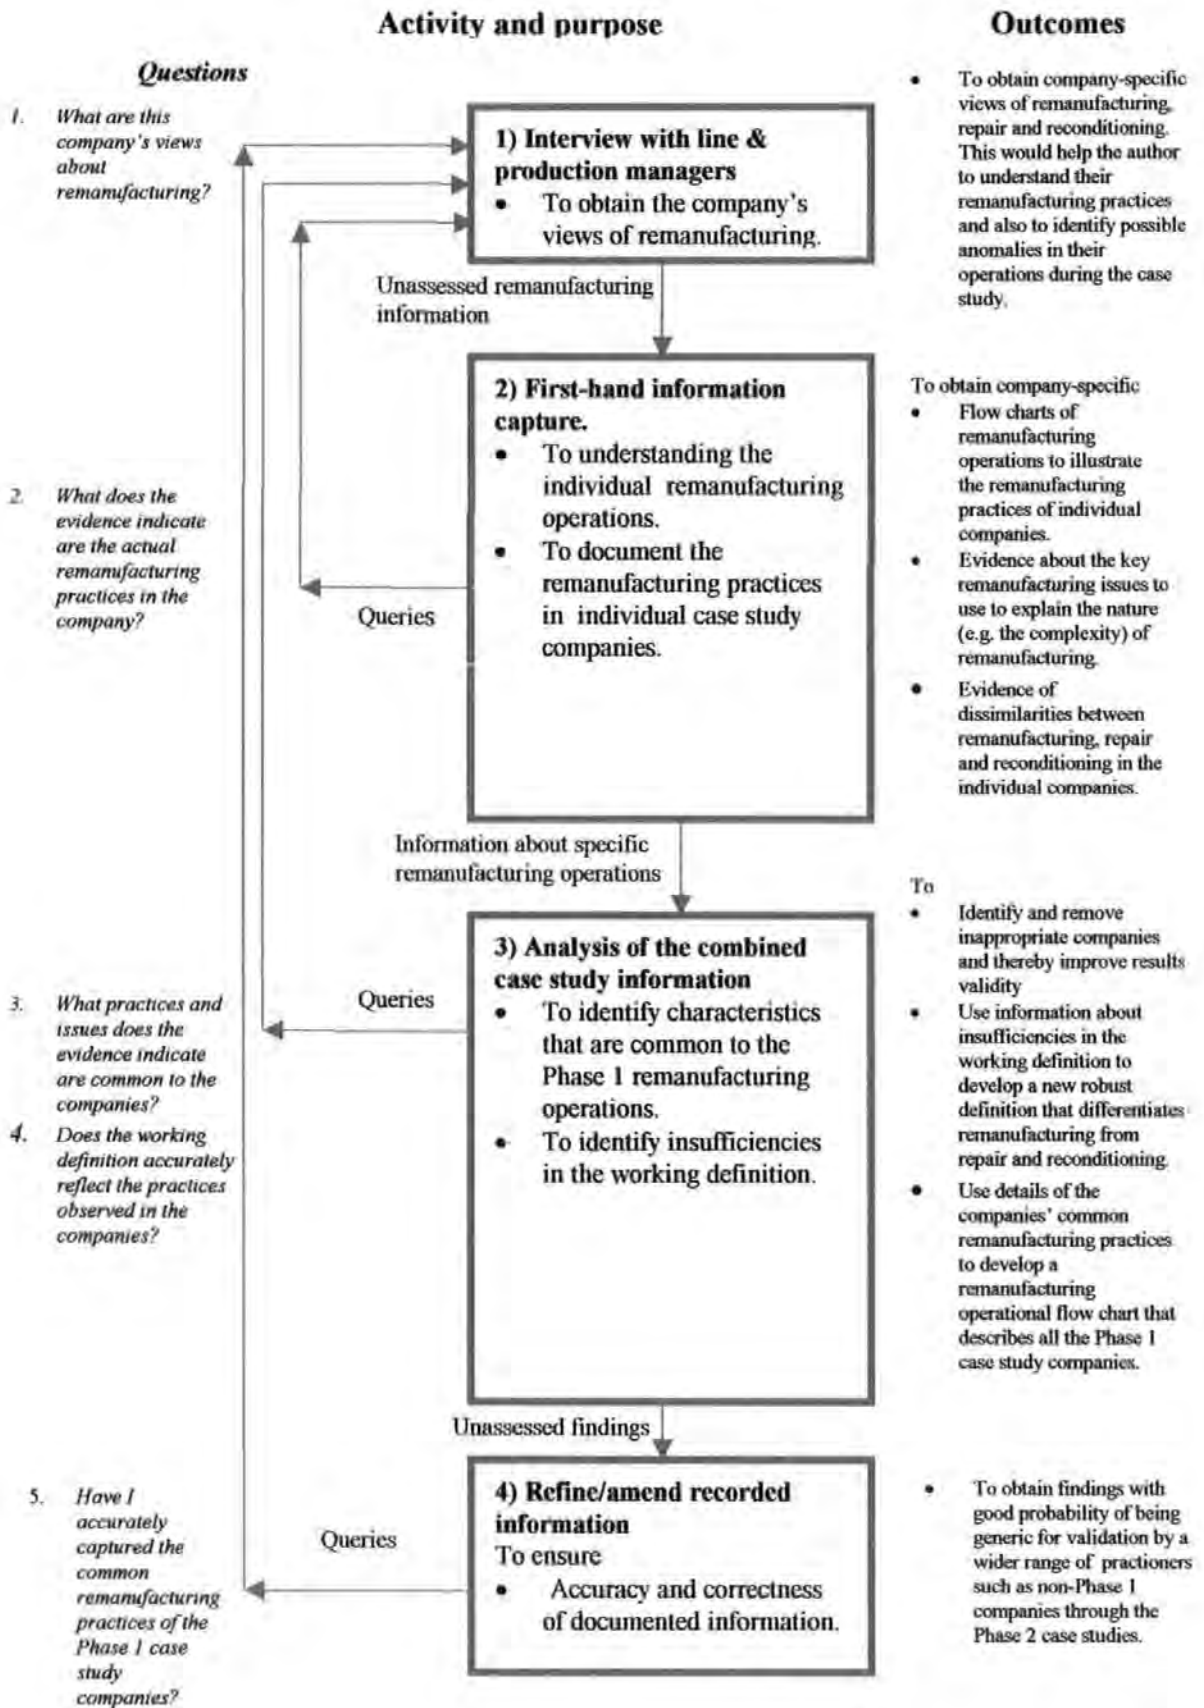 Activity and purpose
Outcomes
Questions
1. What are this
company's views
about
remanufacturing?
1) Interview with line &
production managers
• To obtain the company's
views of remanufacturing.
• To obtain company-specific
views of remanufacturing,
repair and reconditioning.
This would help the author
to understand their
remanufacturing practices
and also to identify possible
anomalies in their
operations during the case
study.
Unassessed remanufacturing
information
2. What does the
evidence indicate
are the actual
remanufacturing
practices in the
company?
2) First-hand information
capture.
• To understanding the
individual remanufacturing
operations.
• To document the
remanufacturing practices
in individual case study
companies.
Queries
To obtain company-specific
• Flow charts of
remanufacturing
operations to illustrate
the remanufacturing
practices of individual
companies.
• Evidence about the key
remanufacturing issues to
use to explain the nature
(e.g. the complexity) of
remanufacturing.
• Evidence of
dissimilarities between
remanufacturing, repair
and reconditioning in the
individual companies.
Information about specific
remanufacturing operations
3. What practices and
issues does the
evidence indicate
are common to the
companies?
4. Does the working
definition accurately
reflect the practices
observed in the
companies?
Queries
3) Analysis of the combined
case study information
• To identify characteristics
that are common to the
Phase 1 remanufacturing
operations.
• To identify insufficiencies
in the working definition.
To
• Identify and remove
inappropriate companies
and thereby improve results
validity
• Use information about
insufficiencies in the
working definition to
develop a new robust
definition that differentiates
remanufacturing from
repair and reconditioning.
• Use details of the
companies' common
remanufacturing practices
to develop a
remanufacturing
operational flow chart that
describes all the Phase 1
case study companies.
Unassessed findings
5. Have I
accurately
captured the
common
remanufacturing
practices of the
Phase 1 case
study
companies?
Queries
4) Refine/amend recorded
information
To ensure
• Accuracy and correctness
of documented information.
• To obtain findings with
good probability of being
generic for validation by a
wider range of practioners
such as non-Phase 1
companies through the
Phase 2 case studies.